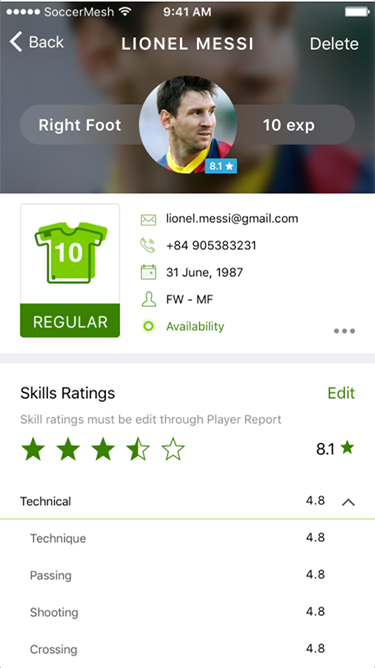 SoccerMesh 9:41 AM
Back LIONEL MESSI Delete
Right Foot 10 exp
8.1
10
REGULAR
lionel.messi@gmail.com
+84 905383231
31 June, 1987
FW - MF
Availability
Skills Ratings Edit
Skill ratings must be edit through Player Report
8.1
Technical 4.8
Technique 4.8
Passing 4.8
Shooting 4.8
Crossing 4.8